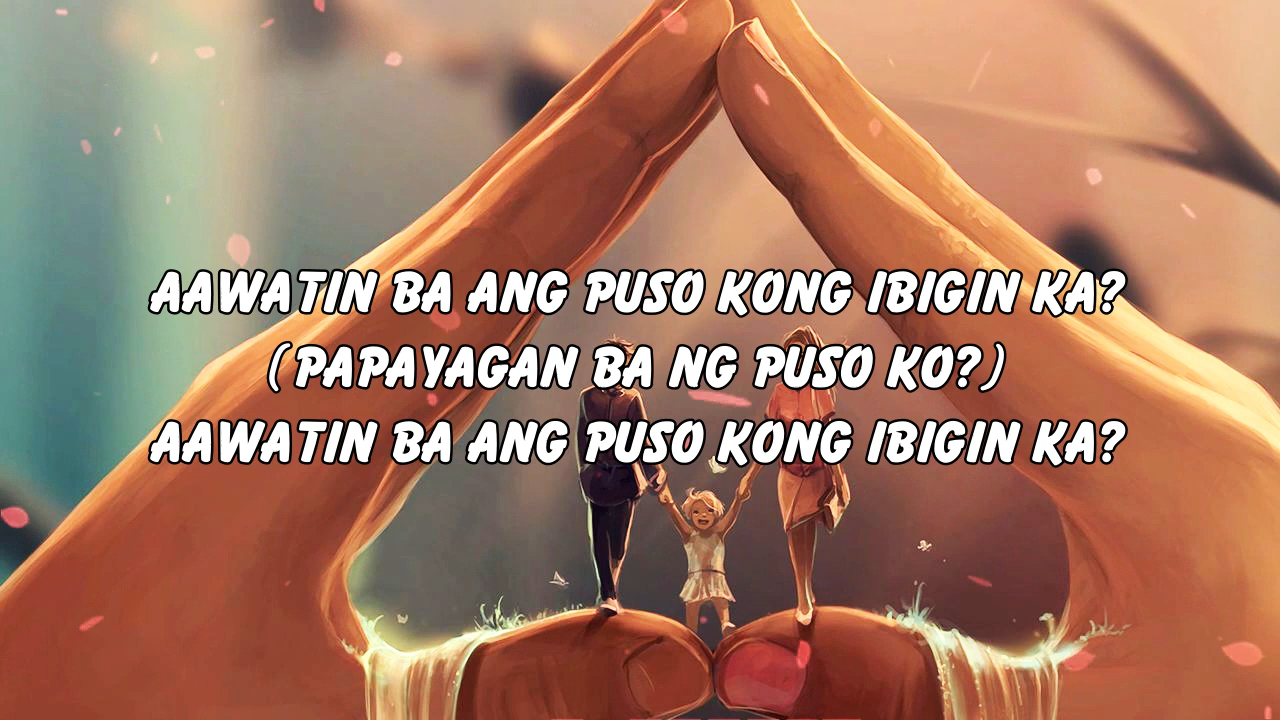 AAWATIN BA ANG PUSO KONG IBIGIN KA?
(PAPAYAGAN BA NG PUSO KO?)
AAWATIN BA ANG PUSO KONG IBIGIN KA?